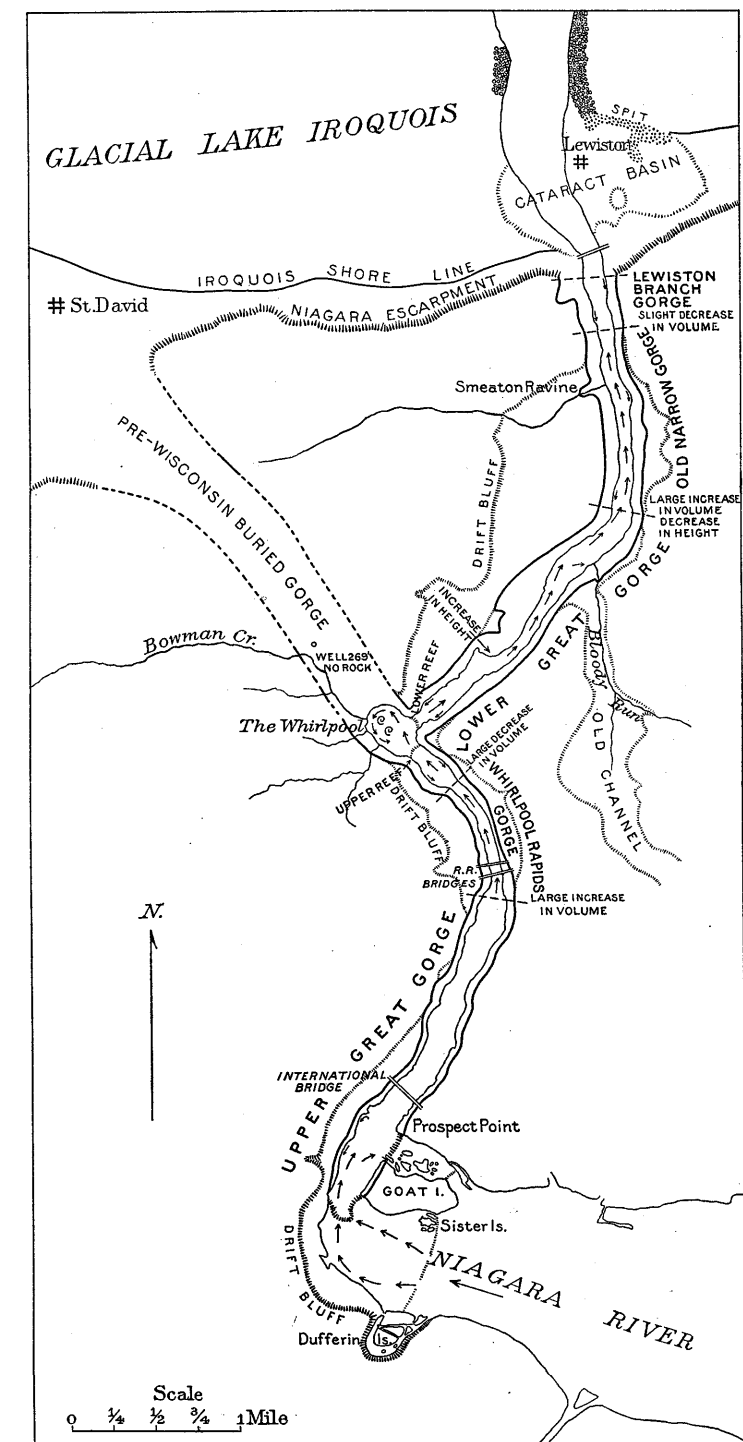 GLACIAL LAKE IROQUOIS
SPIT
Lewiston
CATARACT BASIN
IROQUOIS SHORE LINE
St. David
NIAGARA ESCARPMENT
LEWISTON
BRANCH
GORGE
SLIGHT DECREASE
IN VOLUME
OLD NARROW GORGE
Smeaton Ravine
PRE-WISCONSIN BURIED GORGE
DRIFT BLUFF
LARGE INCREASE
IN VOLUME
DECREASE
IN HEIGHT
INCREASE
IN HEIGHT
Bowman Cr.
WELL 269'
NO ROCK
LOWER REEF
LOWER GREAT GORGE
Bloody Run
OLD CHANNEL
The Whirlpool
LARGE DECREASE
IN VOLUME
UPPER REEF
DRIFT BLUFF
WHIRLPOOL RAPIDS
GORGE
R.R.
BRIDGES
LARGE INCREASE
IN VOLUME
N.
UPPER GREAT GORGE
INTERNATIONAL
BRIDGE
Prospect Point
GOAT I.
Sister Is.
NIAGARA RIVER
DRIFT BLUFF
Dufferin Is.
Scale
0 ¼ ½ ¾ 1 Mile